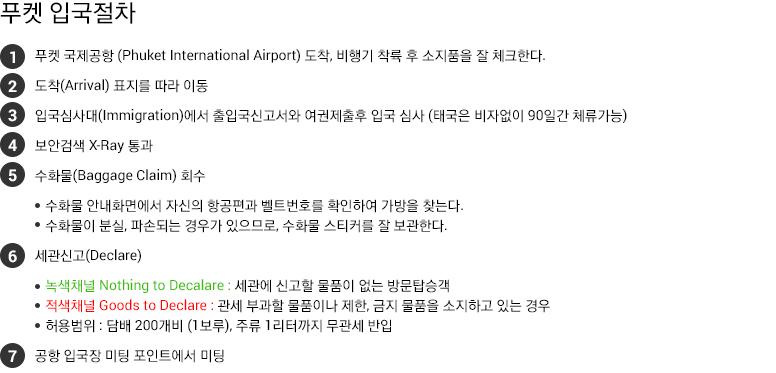 푸켓 입국절차
1 푸켓 국제공항 (Phuket International Airport) 도착, 비행기 착륙 후 소지품을 잘 체크한다.
2 도착(Arrival) 표지를 따라 이동
3 입국심사대(Immigration)에서 출입국신고서와 여권제출후 입국 심사 (태국은 비자없이 90일간 체류가능)
4 보안검색 X-Ray 통과
5 수화물(Baggage Claim) 회수
• 수화물 안내화면에서 자신의 항공편과 벨트번호를 확인하여 가방을 찾는다.
• 수화물이 분실, 파손되는 경우가 있으므로, 수화물 스티커를 잘 보관한다.
6 세관신고(Declare)
• 녹색채널 Nothing to Decalare : 세관에 신고할 물품이 없는 방문탑승객
• 적색채널 Goods to Declare : 관세 부과할 물품이나 제한, 금지 물품을 소지하고 있는 경우
• 허용범위 : 담배 200개비 (1보루), 주류 1리터까지 무관세 반입
7 공항 입국장 미팅 포인트에서 미팅